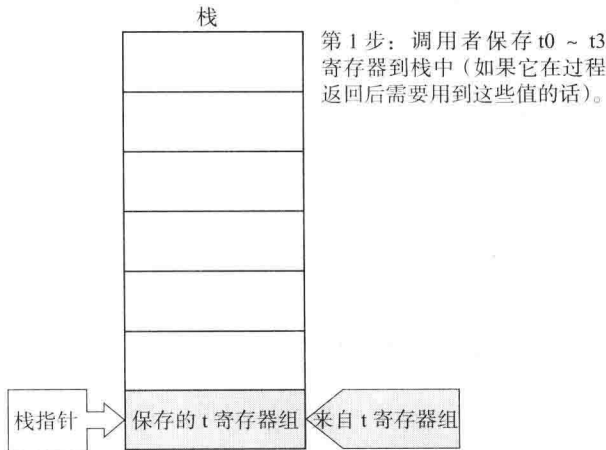 栈
第1步：调用者保存t0 ~ t3
寄存器到栈中（如果它在过程
返回后需要用到这些值的话）。
栈指针
保存的 t 寄存器组
来自 t 寄存器组